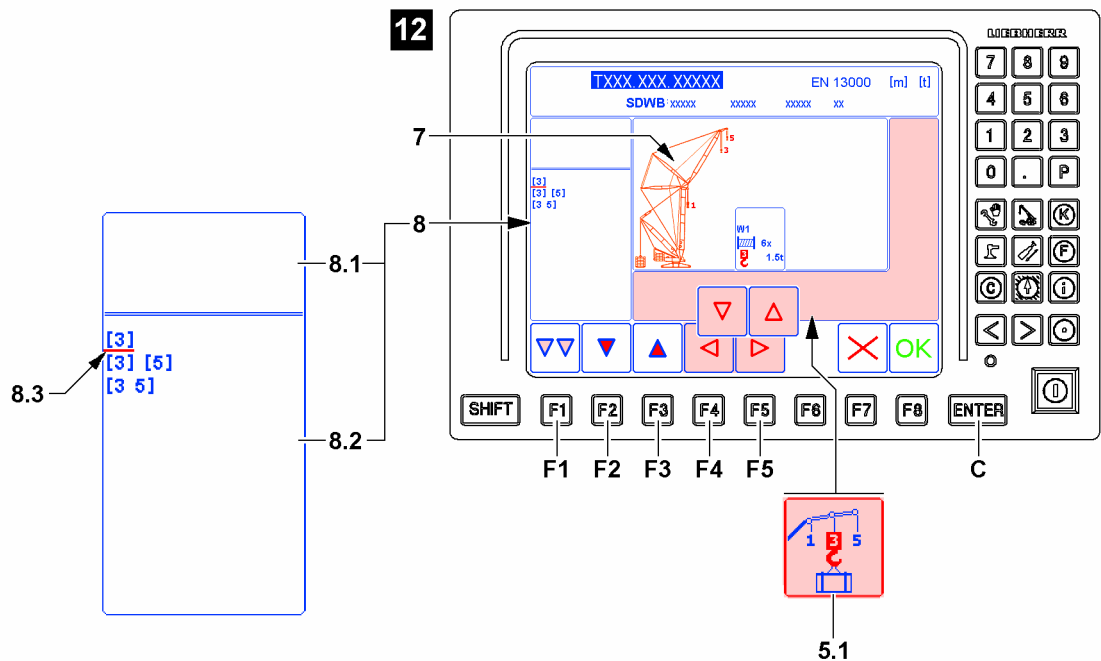 12
LIEBHERR
TXXX.XXX.XXXXX EN 13000 [m] [t]
SDWB:xxxxx xxxxx xxxxx xx
7 8 9
4 5 6
1 2 3
0 . P
K
F
C i
< >
7
5
3
1
8
[3]
[3] [5]
[3 5]
W1
6x
3
1.5t
8.1
[3]
[3] [5]
[3 5]
8.3
8.2
OK
SHIFT F1 F2 F3 F4 F5 F6 F7 F8 ENTER
F1 F2 F3 F4 F5 C
1 3 5
5.1